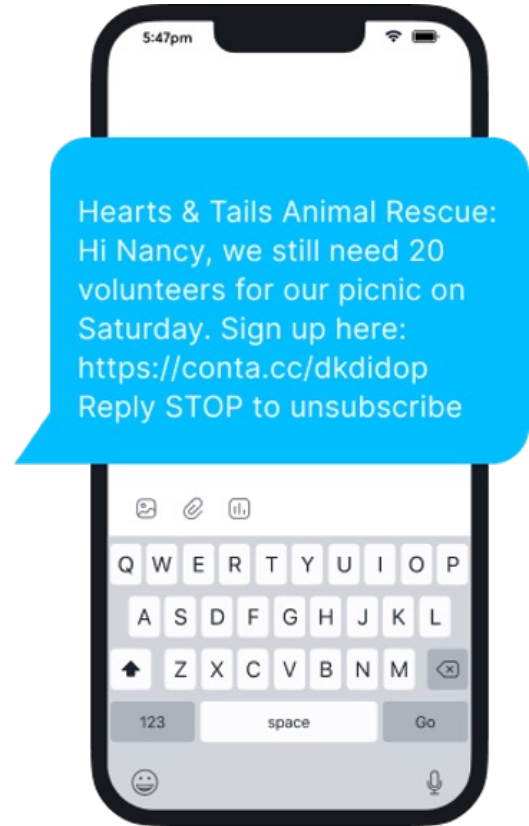 5:47pm
Hearts & Tails Animal Rescue:
Hi Nancy, we still need 20
volunteers for our picnic on
Saturday. Sign up here:
https://conta.cc/dkdidop
Reply STOP to unsubscribe
Q W E R T Y U I O P
A S D F G H J K L
Z X C V B N M
123 space Go